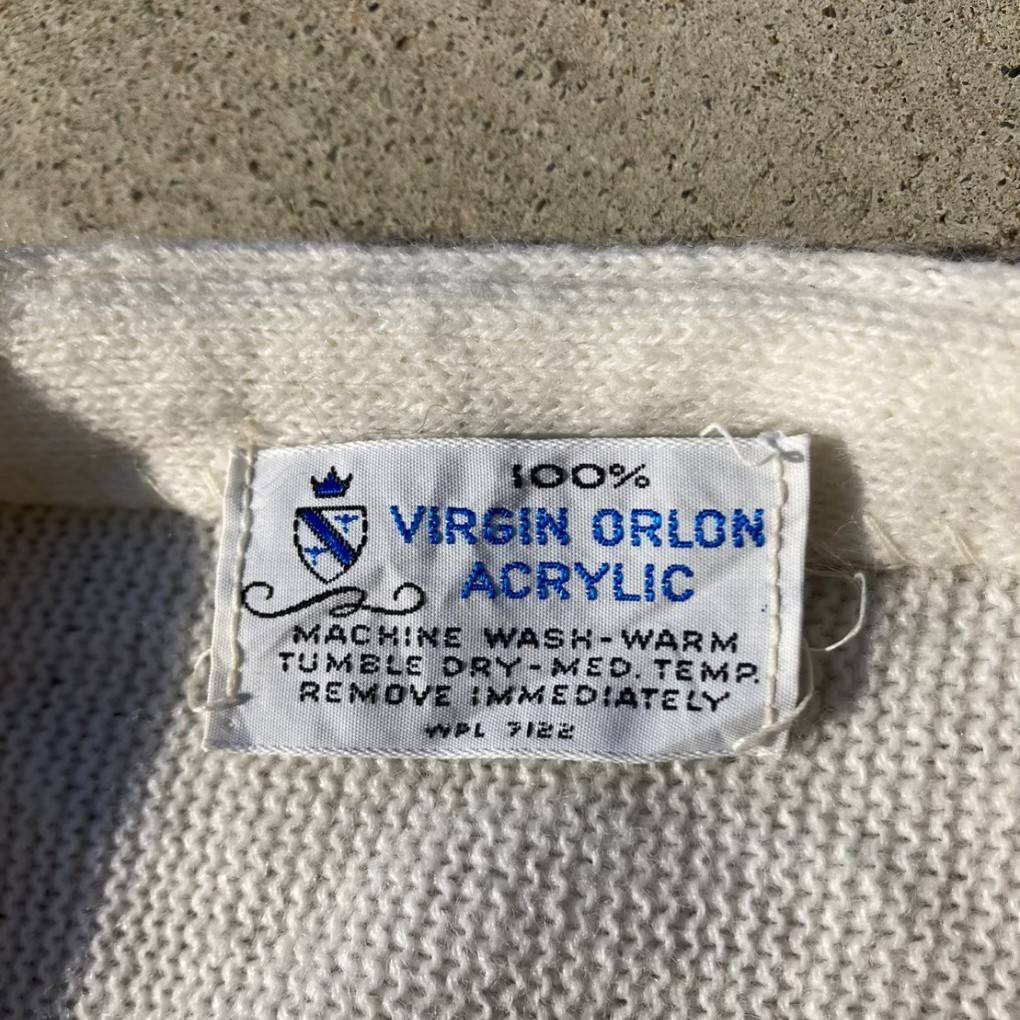 100%
VIRGIN ORLON
ACRYLIC
MACHINE WASH-WARM
TUMBLE DRY-MED. TEMP.
REMOVE IMMEDIATELY
WPL 7122